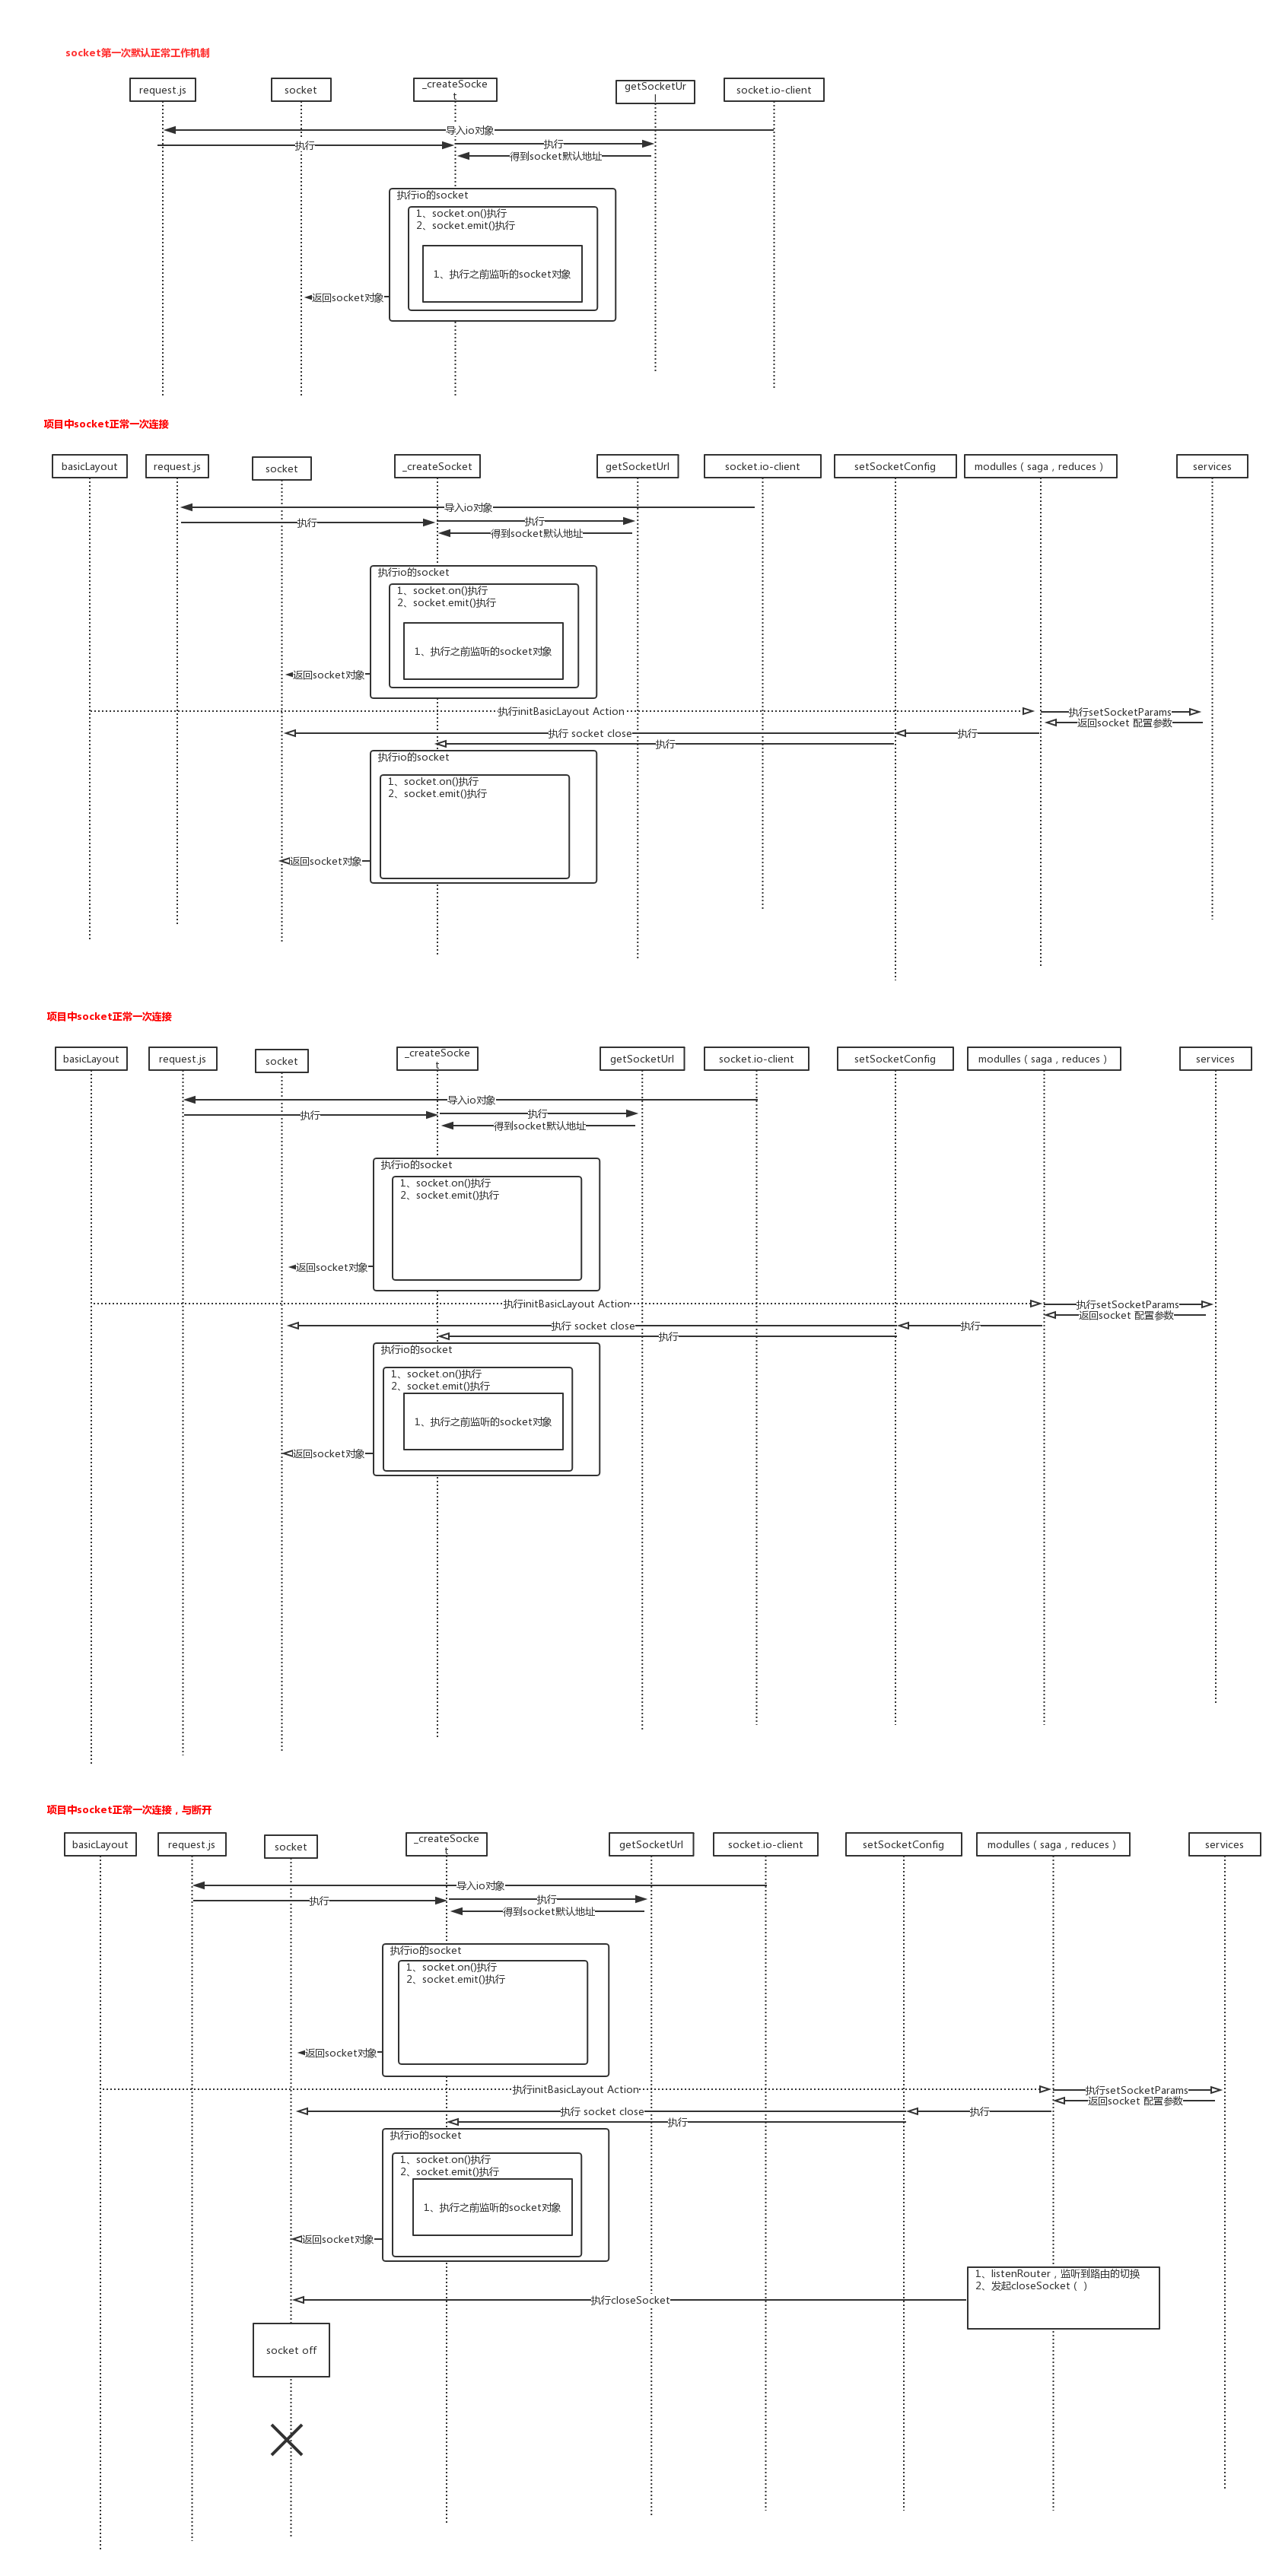 socket第一次默认正常工作机制
request.js
socket
_createSocke
t
getSocketUr
l
socket.io-client
导入io对象
执行
执行
得到socket默认地址
执行io的socket
1、socket.on()执行
2、socket.emit()执行
1、执行之前监听的socket对象
返回socket对象
项目中socket正常一次连接
basicLayout
request.js
socket
_createSocket
getSocketUrl
socket.io-client
setSocketConfig
modulles ( saga , reduces )
services
导入io对象
执行
执行
得到socket默认地址
执行io的socket
1、socket.on()执行
2、socket.emit()执行
1、执行之前监听的socket对象
返回socket对象
执行initBasicLayout Action
执行setSocketParams
返回socket 配置参数
执行 socket close
执行
执行
执行io的socket
1、socket.on()执行
2、socket.emit()执行
返回socket对象
项目中socket正常一次连接
basicLayout
request.js
socket
_createSocke
t
getSocketUrl
socket.io-client
setSocketConfig
modulles ( saga , reduces )
services
导入io对象
执行
执行
得到socket默认地址
执行io的socket
1、socket.on()执行
2、socket.emit()执行
返回socket对象
执行initBasicLayout Action
执行setSocketParams
返回socket 配置参数
执行 socket close
执行
执行
执行io的socket
1、socket.on()执行
2、socket.emit()执行
1、执行之前监听的socket对象
返回socket对象
项目中socket正常一次连接，与断开
basicLayout
request.js
socket
_createSocke
t
getSocketUrl
socket.io-client
setSocketConfig
modulles ( saga , reduces )
services
导入io对象
执行
执行
得到socket默认地址
执行io的socket
1、socket.on()执行
2、socket.emit()执行
返回socket对象
执行initBasicLayout Action
执行setSocketParams
返回socket 配置参数
执行 socket close
执行
执行
执行io的socket
1、socket.on()执行
2、socket.emit()执行
1、执行之前监听的socket对象
返回socket对象
1、listenRouter，监听到路由的切换
2、发起closeSocket ( )
执行closeSocket
socket off